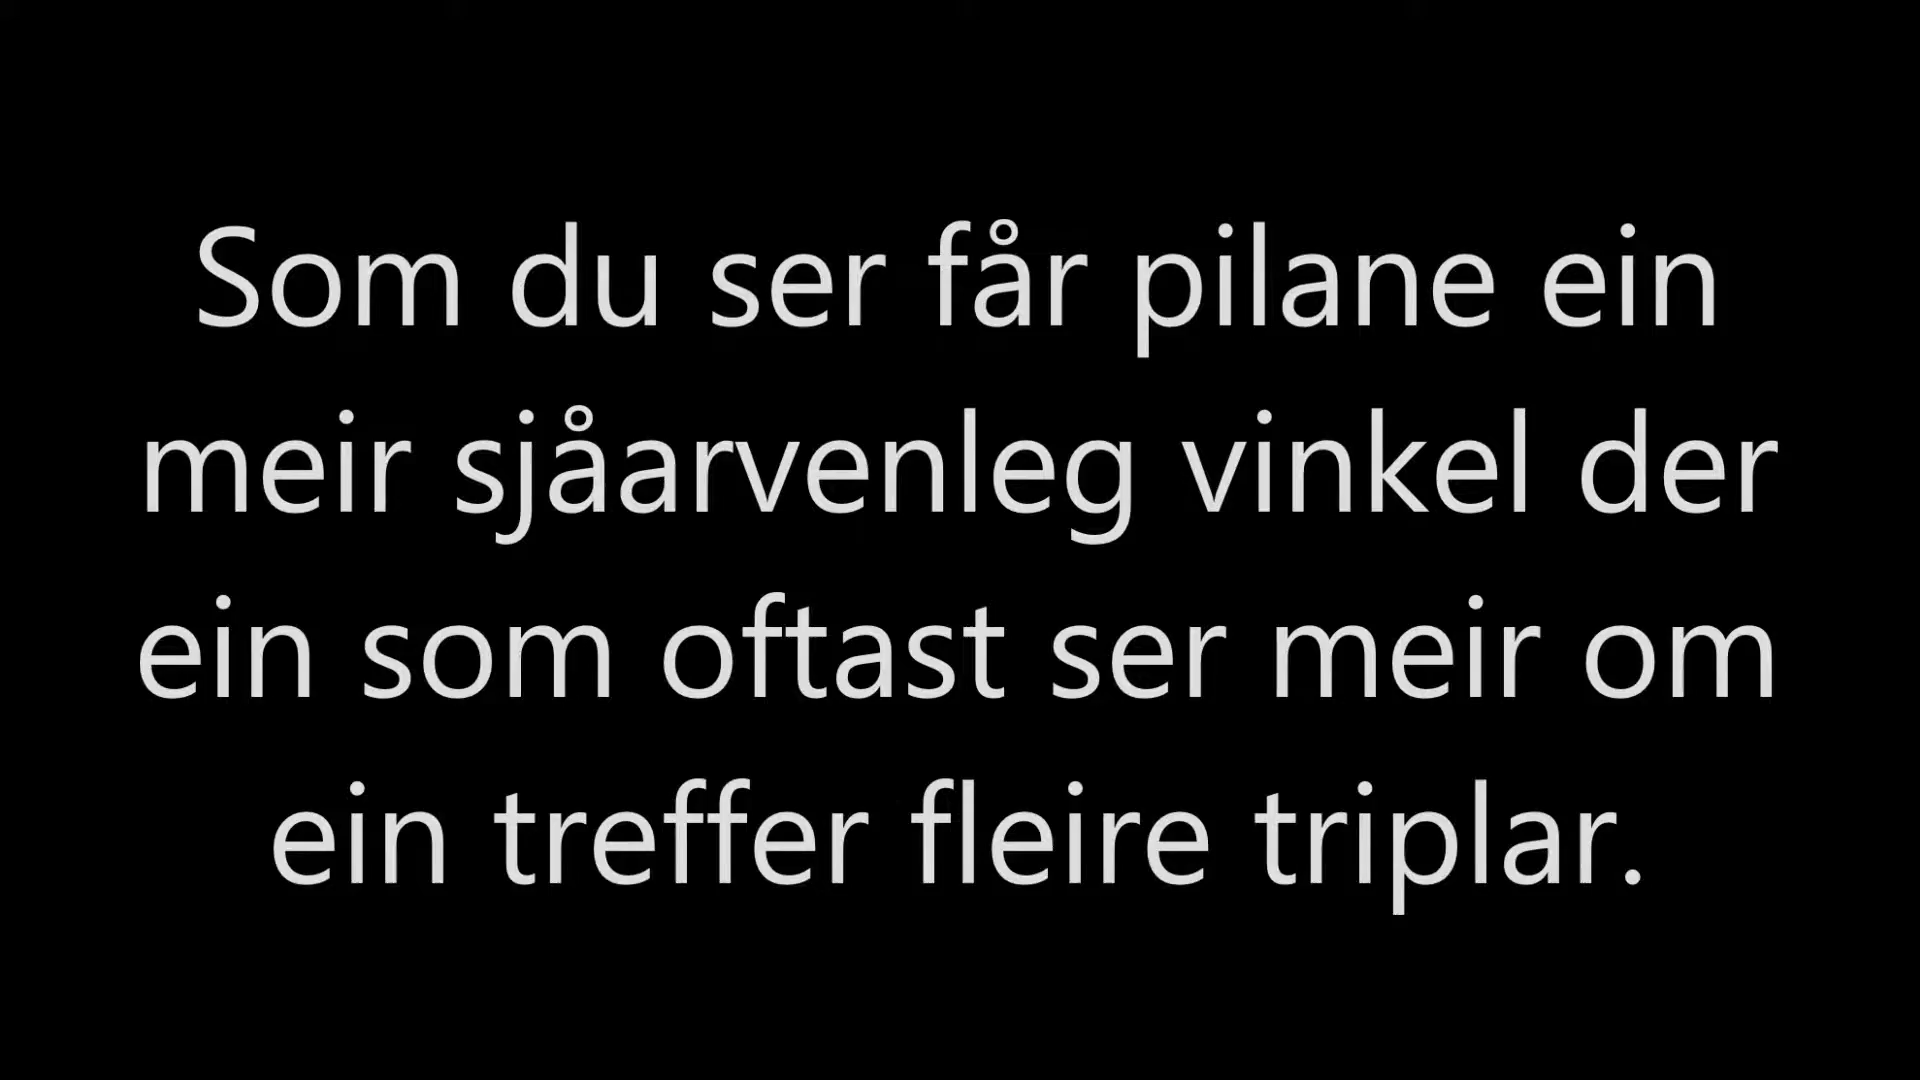 Som du ser får pilane ein
meir sjåarvenleg vinkel der
ein som oftast ser meir om
ein treffer fleire triplar.